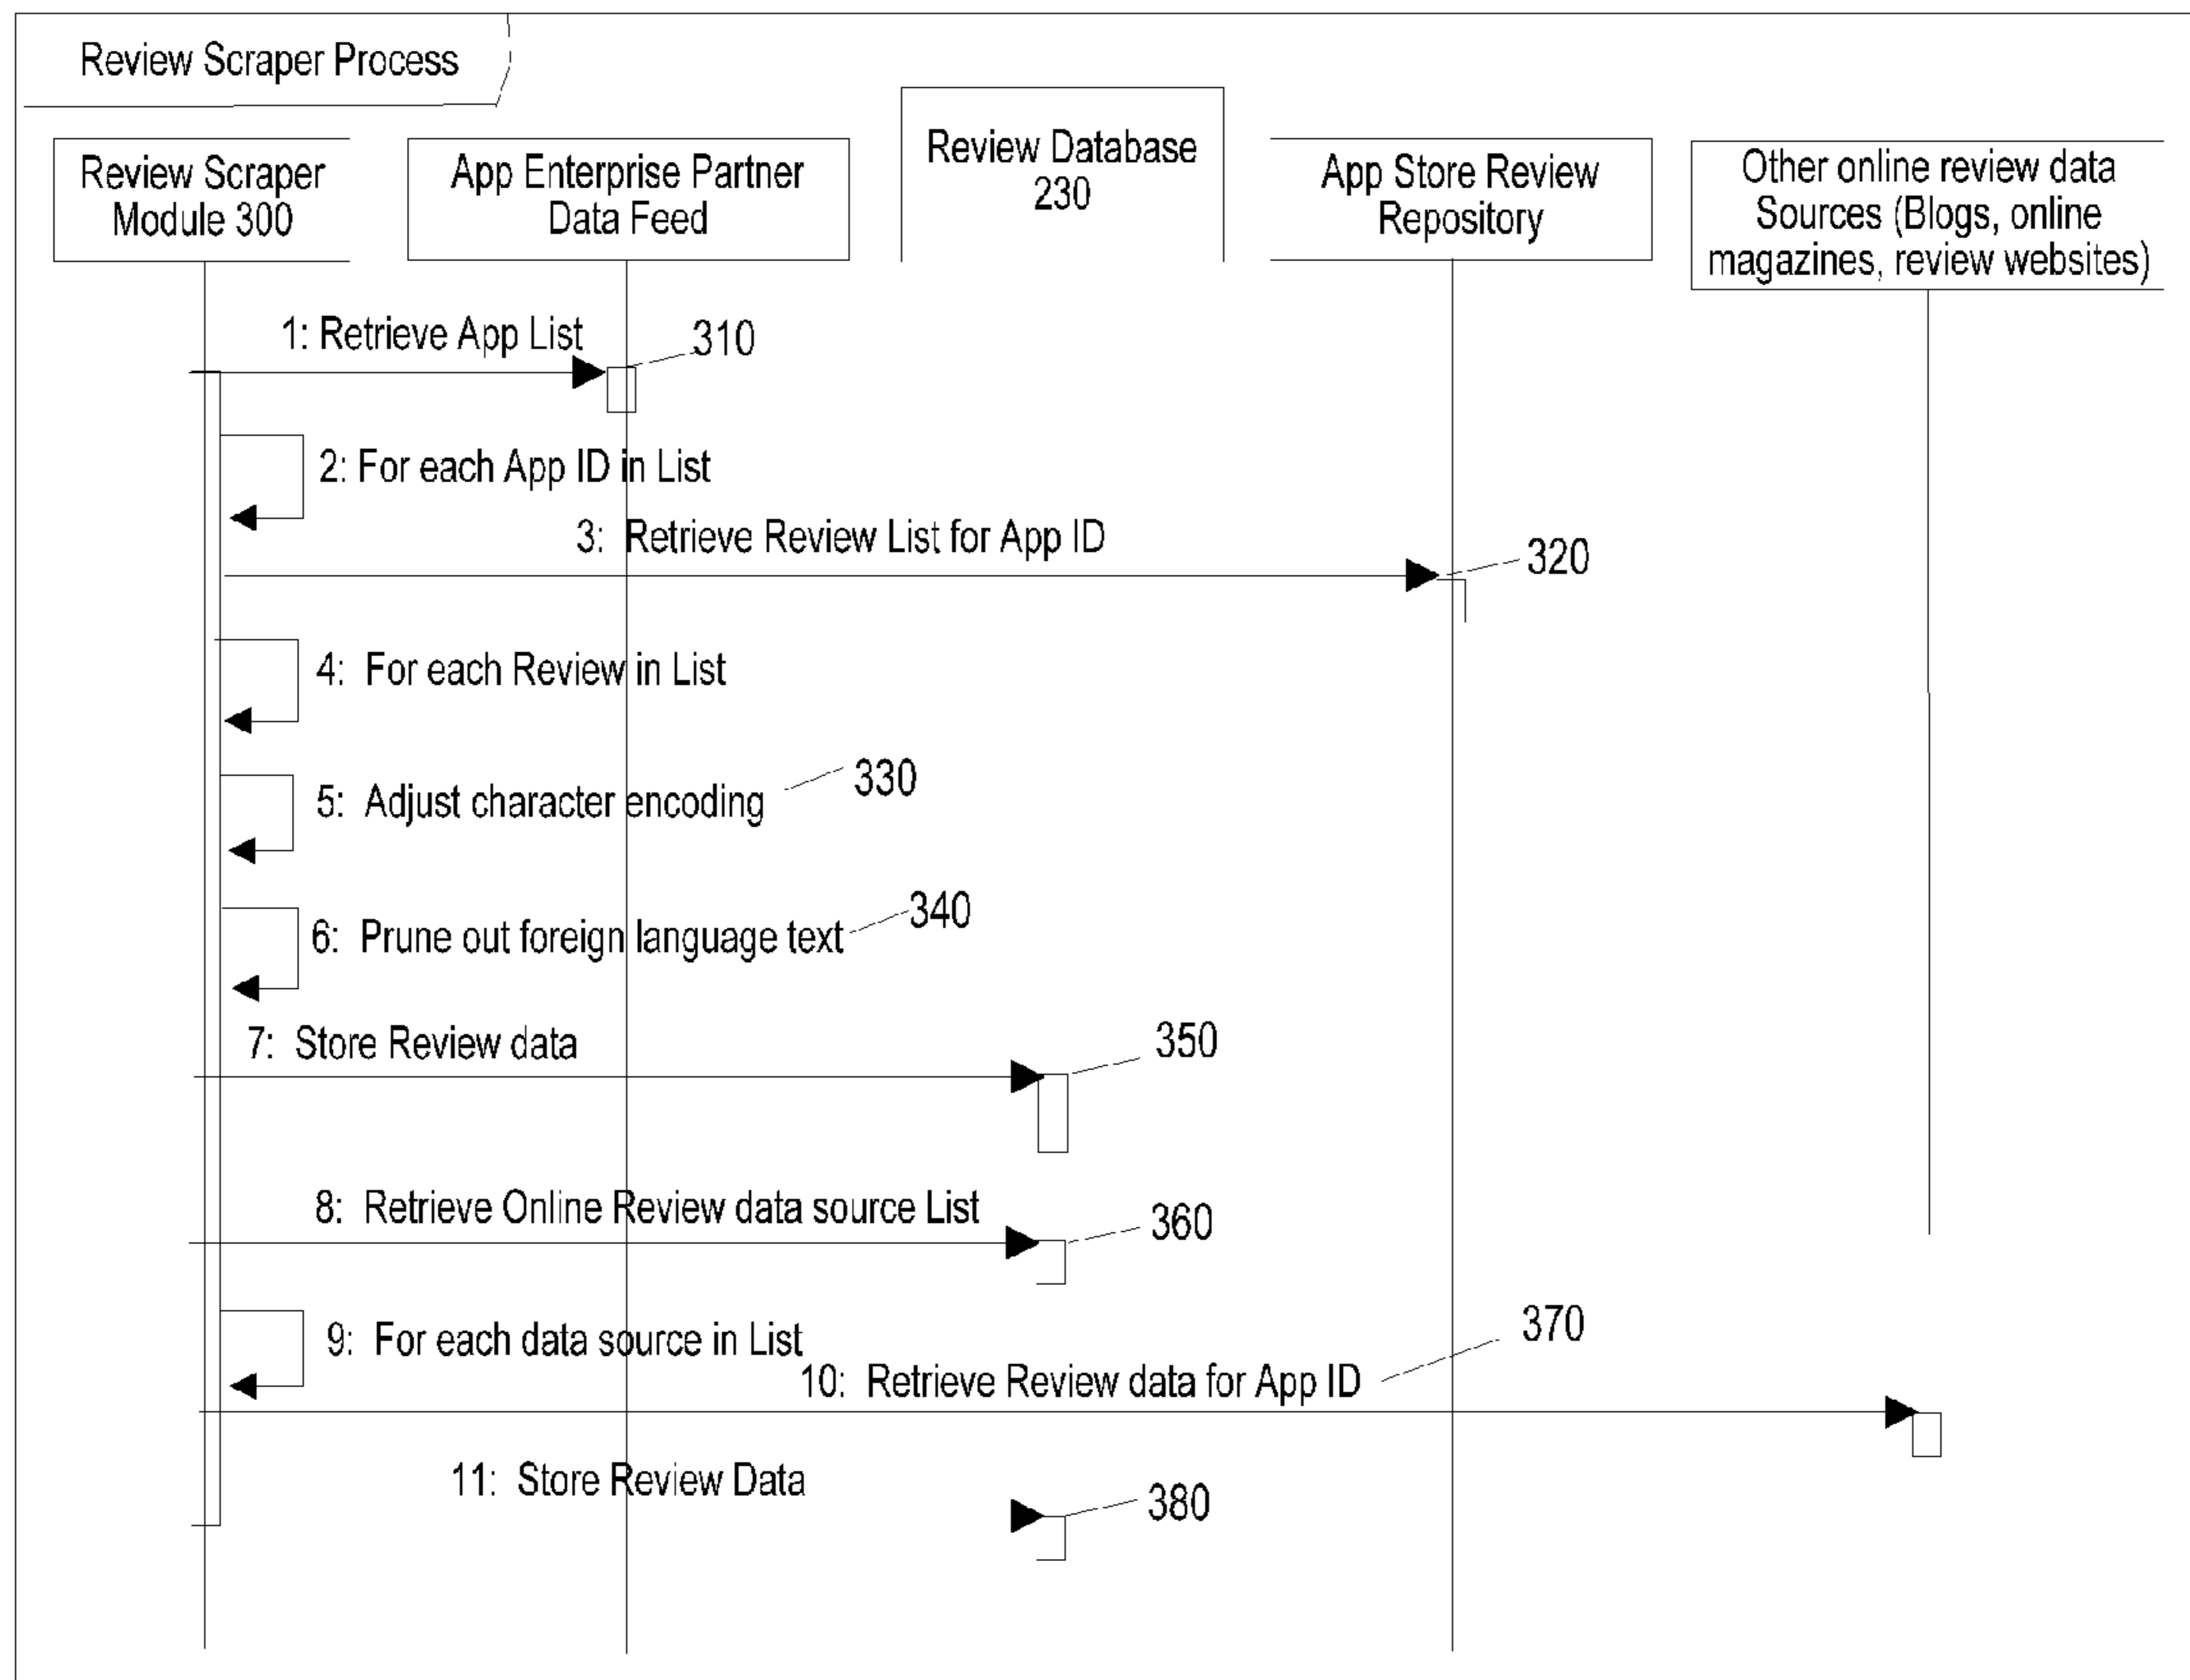 Review Scraper Process
Review Scraper
Module 300
App Enterprise Partner
Data Feed
Review Database
230
App Store Review
Repository
Other online review data
Sources (Blogs, online
magazines, review websites)
1: Retrieve App List
310
2: For each App ID in List
3: Retrieve Review List for App ID
320
4: For each Review in List
5: Adjust character encoding
330
6: Prune out foreign language text
340
7: Store Review data
350
8: Retrieve Online Review data source List
360
9: For each data source in List
370
10: Retrieve Review data for App ID
11: Store Review Data
380